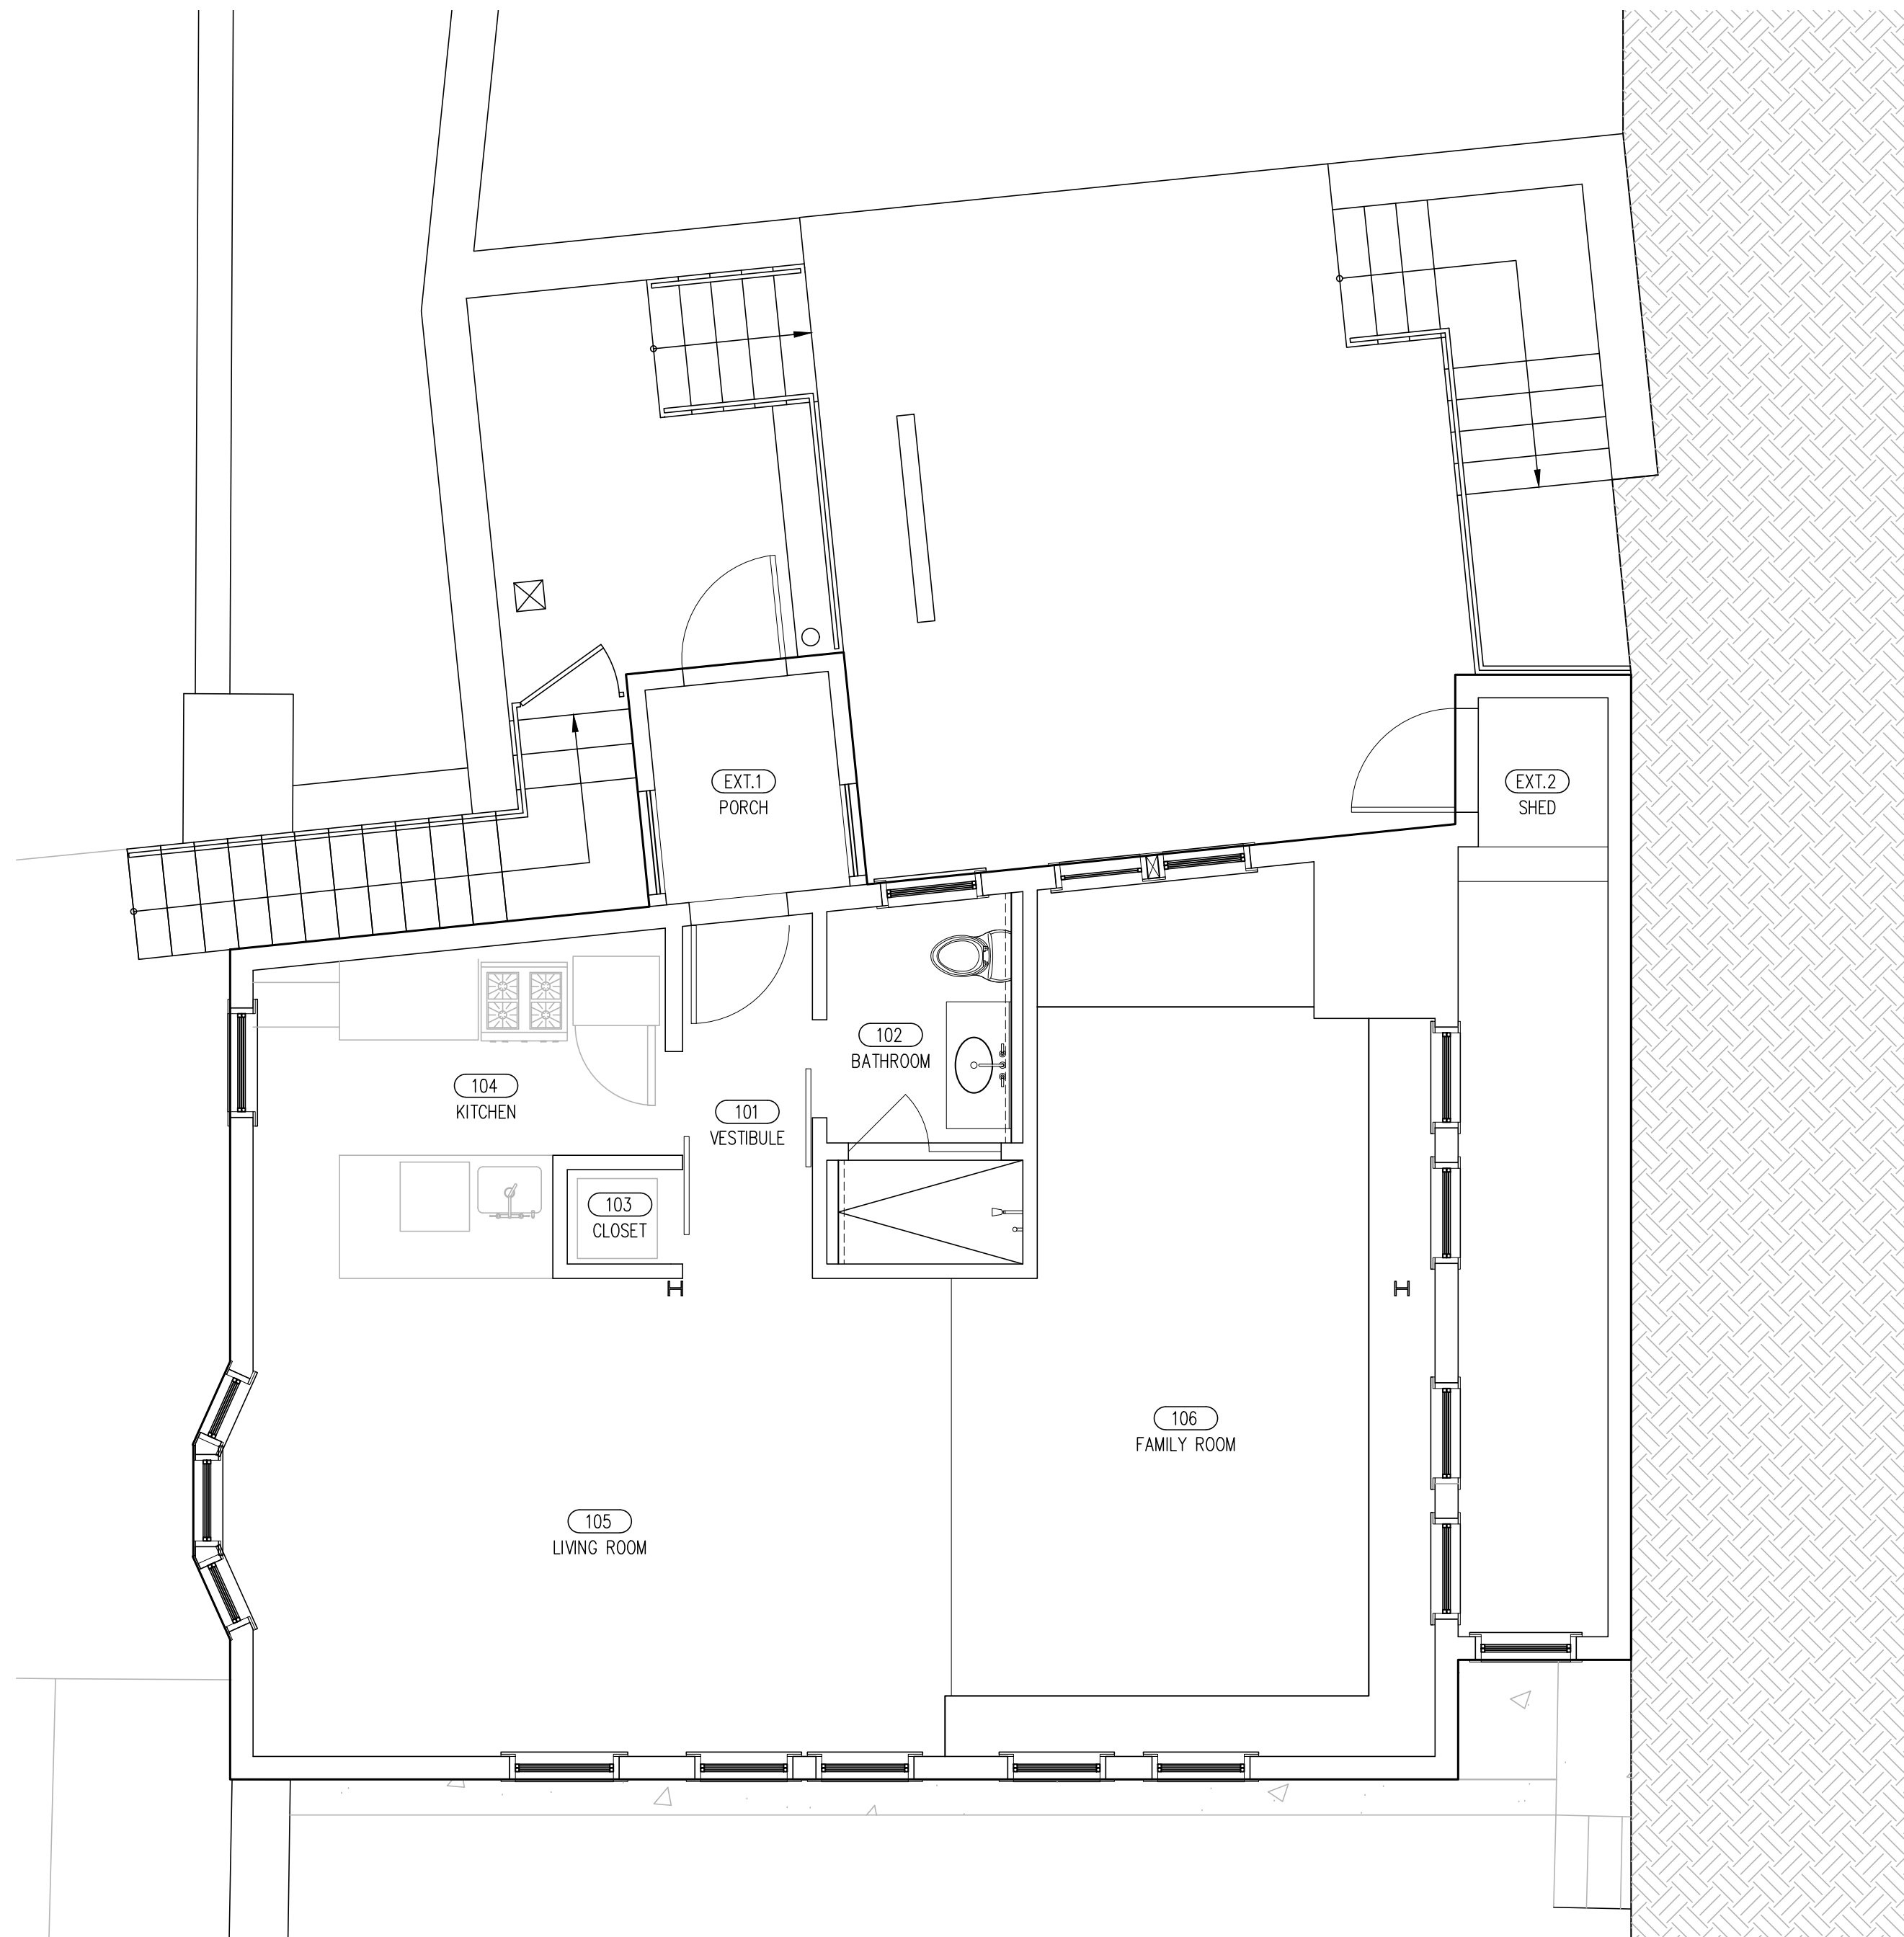 EXT.1
PORCH
EXT.2
SHED
102
BATHROOM
104
KITCHEN
101
VESTIBULE
103
CLOSET
106
FAMILY ROOM
105
LIVING ROOM